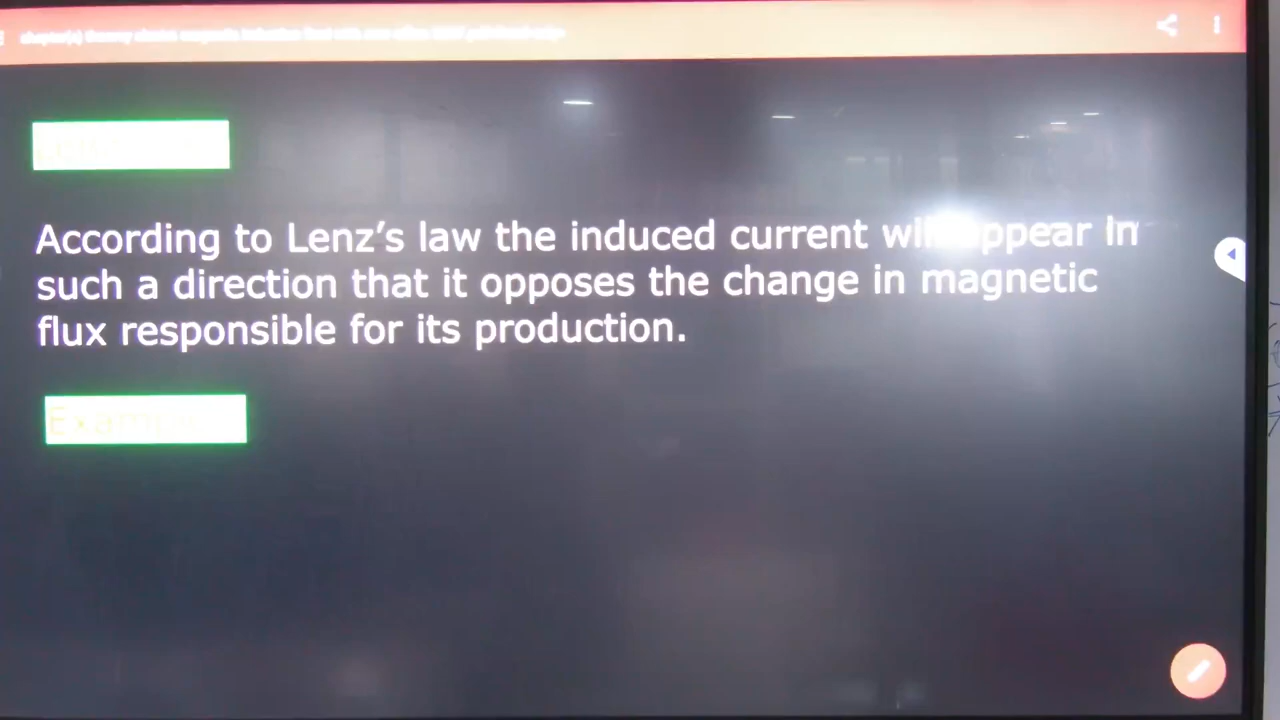 According to Lenz's law the induced current will appear in
such a direction that it opposes the change in magnetic
flux responsible for its production.
Example